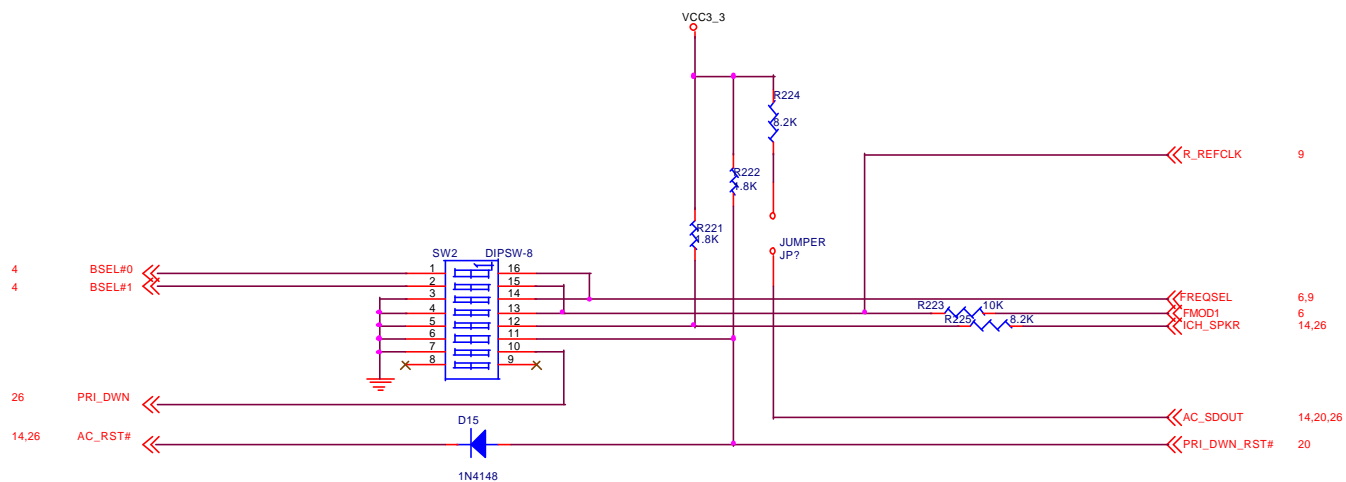 VCC3_3
R224
8.2K
R_REFCLK 9
R222
1.8K
R221
1.8K
JUMPER
JP?
SW2 DIPSW-8
4 BSEL#0 1 16
4 BSEL#1 2 15
3 14 FREQSEL 6,9
4 13 R223 10K FMOD1 6
5 12 R225 8.2K ICH_SPKR 14,26
6 11
7 10
8 9
26 PRI_DWN
AC_SDOUT 14,20,26
14,26 AC_RST# D15 PRI_DWN_RST# 20
1N4148